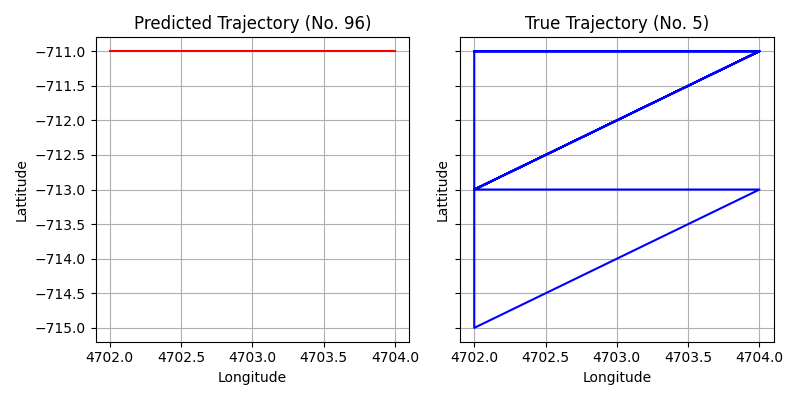 Predicted Trajectory (No. 96)
True Trajectory (No. 5)
Lattitude
−711.0
−711.5
−712.0
−712.5
−713.0
−713.5
−714.0
−714.5
−715.0
4702.0 4702.5 4703.0 4703.5 4704.0
Longitude
Lattitude
4702.0 4702.5 4703.0 4703.5 4704.0
Longitude